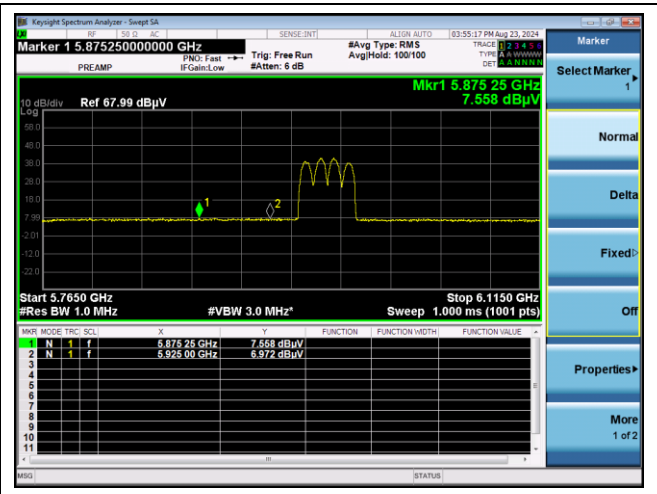 Keysight Spectrum Analyzer - Swept SA
RF 50 Ω AC SENSE:INT ALIGN AUTO 03:55:17 PM Aug 23, 2024
Marker 1 5.875250000000 GHz
PREAMP
PNO: Fast
IFGain:Low
Trig: Free Run
#Atten: 6 dB
#Avg Type: RMS
Avg|Hold: 100/100
TRACE 1 2 3 4 5 6
TYPE A A WWWW
DET A A N N N N
Mkr1 5.875 25 GHz
7.558 dBµV
10 dB/div Ref 67.99 dBµV
Log
58.0
48.0
38.0
28.0
18.0
7.99
-2.01
-12.0
-22.0
1
2
Start 5.7650 GHz Stop 6.1150 GHz
#Res BW 1.0 MHz #VBW 3.0 MHz* Sweep 1.000 ms (1001 pts)
MKR MODE TRC SCL X Y FUNCTION FUNCTION WIDTH FUNCTION VALUE
1 N 1 f 5.875 25 GHz 7.558 dBµV
2 N 1 f 5.925 00 GHz 6.972 dBµV
3
4
5
6
7
8
9
10
11
MSG STATUS
Marker
Select Marker
1
Normal
Delta
Fixed
Off
Properties
More
1 of 2